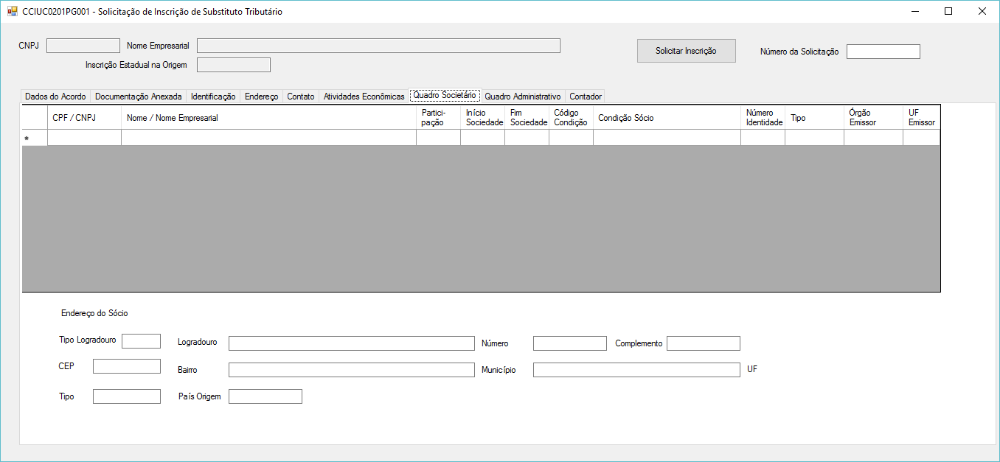 CCIUC0201PG001 - Solicitação de Inscrição de Substituto Tributário
CNPJ Nome Empresarial Solicitar Inscrição Número da Solicitação
Inscrição Estadual na Origem
Dados do Acordo Documentação Anexada Identificação Endereço Contato Atividades Econômicas Quadro Societário Quadro Administrativo Contador
CPF / CNPJ
Nome / Nome Empresarial
Partici-
pação
Início
Sociedade
Fim
Sociedade
Código
Condição
Condição Sócio
Número
Identidade
Tipo
Órgão
Emissor
UF
Emissor
*
Endereço do Sócio
Tipo Logradouro Logradouro Número Complemento
CEP Bairro Município UF
Tipo País Origem